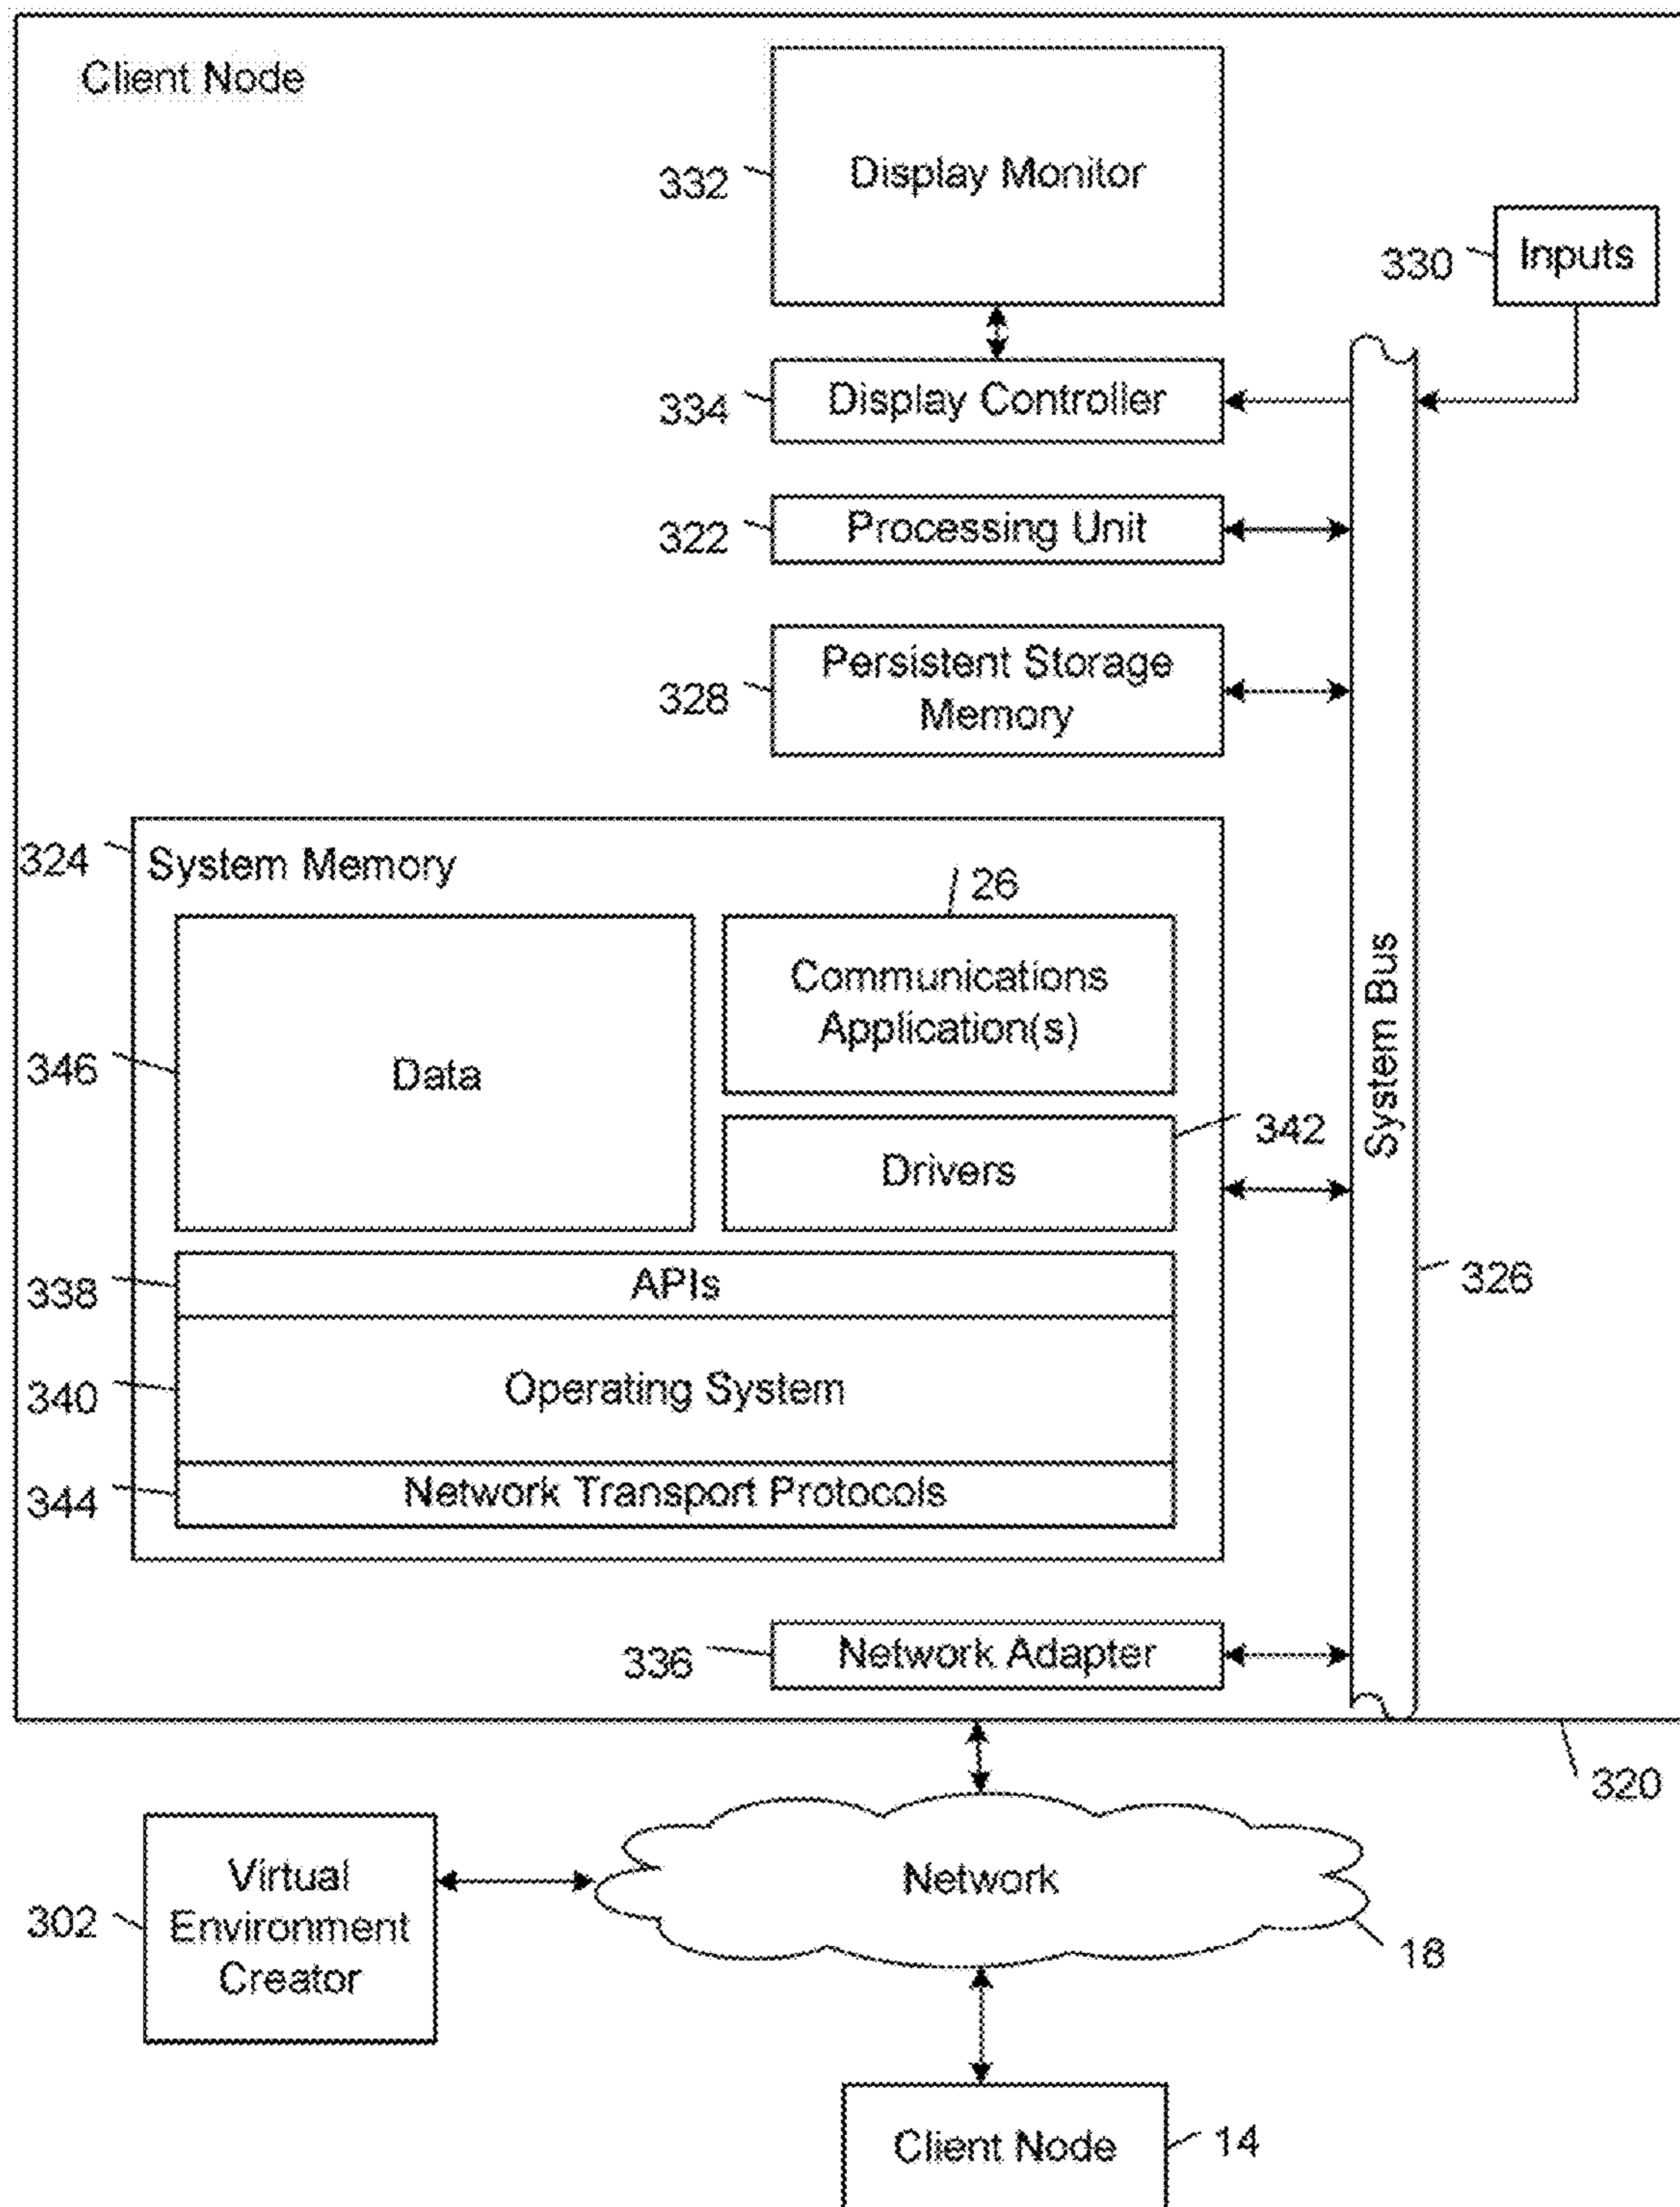 Client Node
Display Monitor
332
Inputs
330
Display Controller
334
Processing Unit
322
Persistent Storage
Memory
328
324
System Memory
26
Communications
Application(s)
346
Data
342
Drivers
System Bus
326
APIs
338
Operating System
340
Network Transport Protocols
344
Network Adapter
336
320
Virtual
Environment
Creator
302
Network
18
Client Node
14